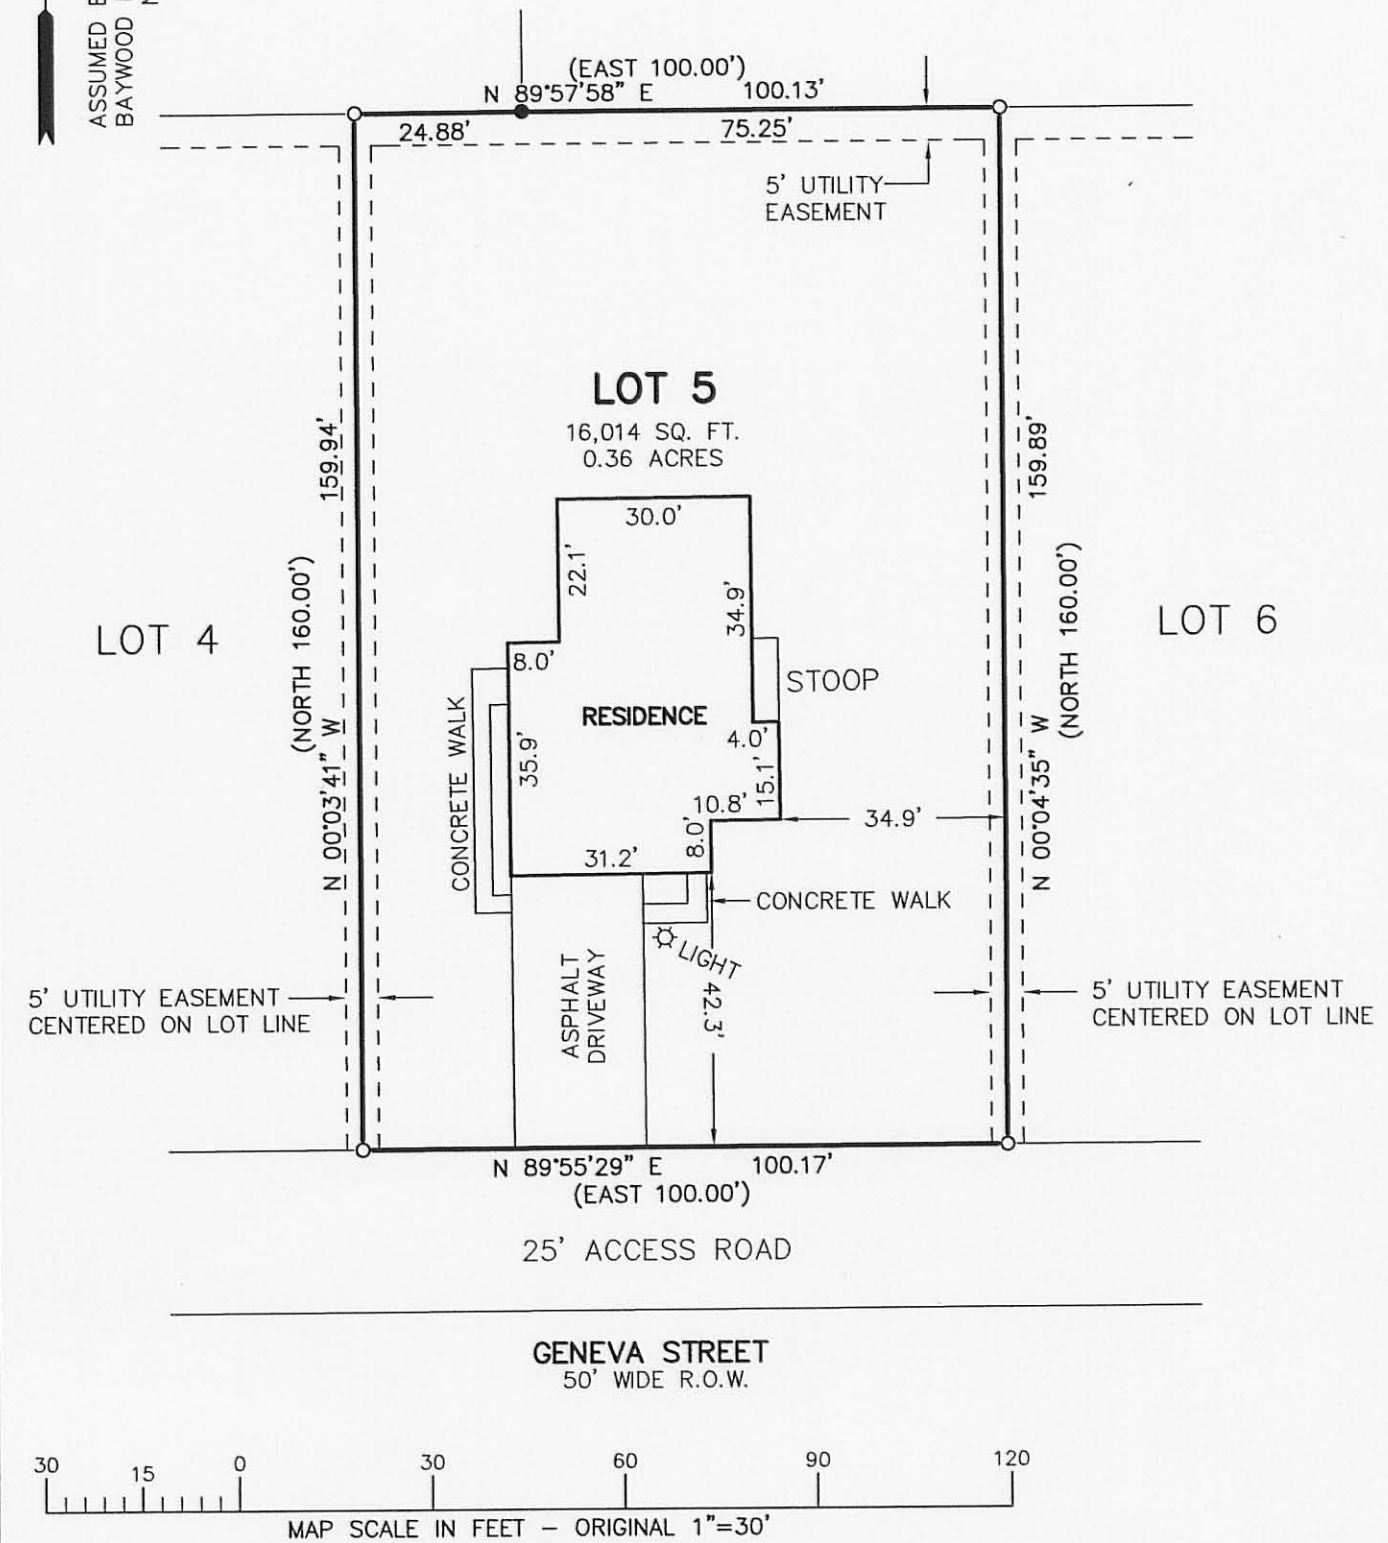 ASSUMED
BAYWOOD
(EAST 100.00')
N 89°57'58" E 100.13'
24.88' 75.25'
5' UTILITY
EASEMENT
LOT 5
16,014 SQ. FT.
0.36 ACRES
159.94'
(NORTH 160.00')
N 00°03'41" W
159.89'
(NORTH 160.00')
N 00°04'35" W
30.0'
22.1'
34.9'
LOT 4
LOT 6
8.0'
STOOP
RESIDENCE
CONCRETE WALK
35.9'
4.0'
15.1'
10.8'
8.0'
34.9'
31.2'
CONCRETE WALK
LIGHT
42.3'
ASPHALT
DRIVEWAY
5' UTILITY EASEMENT
CENTERED ON LOT LINE
5' UTILITY EASEMENT
CENTERED ON LOT LINE
N 89°55'29" E 100.17'
(EAST 100.00')
25' ACCESS ROAD
GENEVA STREET
50' WIDE R.O.W.
30 15 0 30 60 90 120
MAP SCALE IN FEET – ORIGINAL 1"=30'